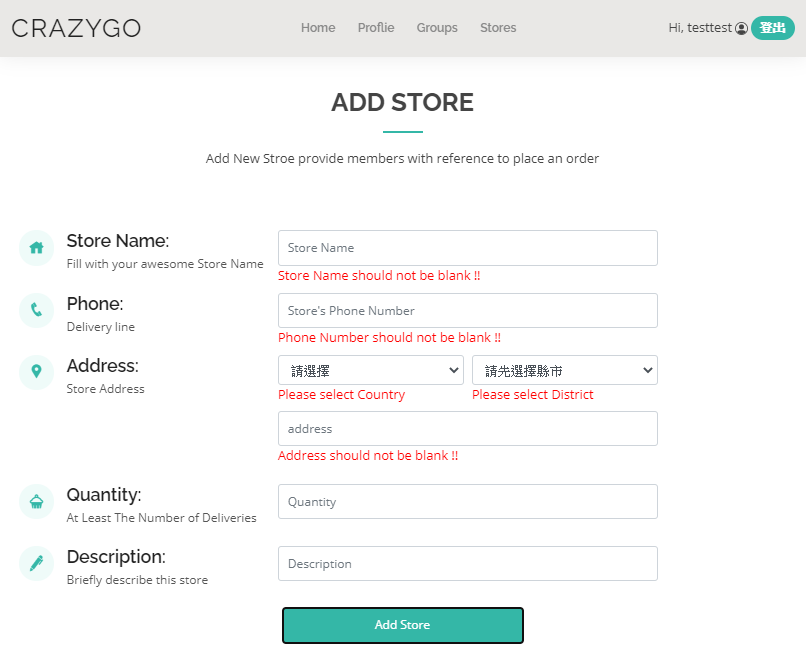 CRAZYGO
Home Proflie Groups Stores
Hi, testtest 登出
ADD STORE
Add New Stroe provide members with reference to place an order
Store Name:
Fill with your awesome Store Name
Store Name
Store Name should not be blank !!
Phone:
Delivery line
Store's Phone Number
Phone Number should not be blank !!
Address:
Store Address
請選擇 請先選擇縣市
Please select Country Please select District
address
Address should not be blank !!
Quantity:
At Least The Number of Deliveries
Quantity
Description:
Briefly describe this store
Description
Add Store